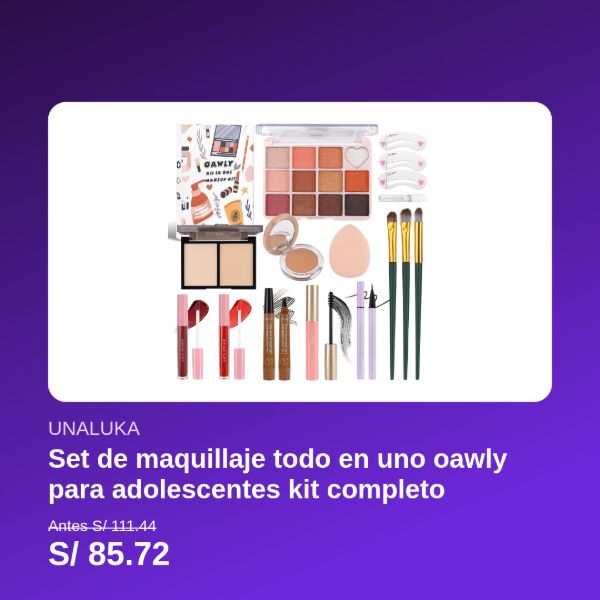 OAWLY
ALL IN ONE
MAKEUP KIT
UNALUKA
Set de maquillaje todo en uno oawly
para adolescentes kit completo
Antes S/ 111.44
S/ 85.72